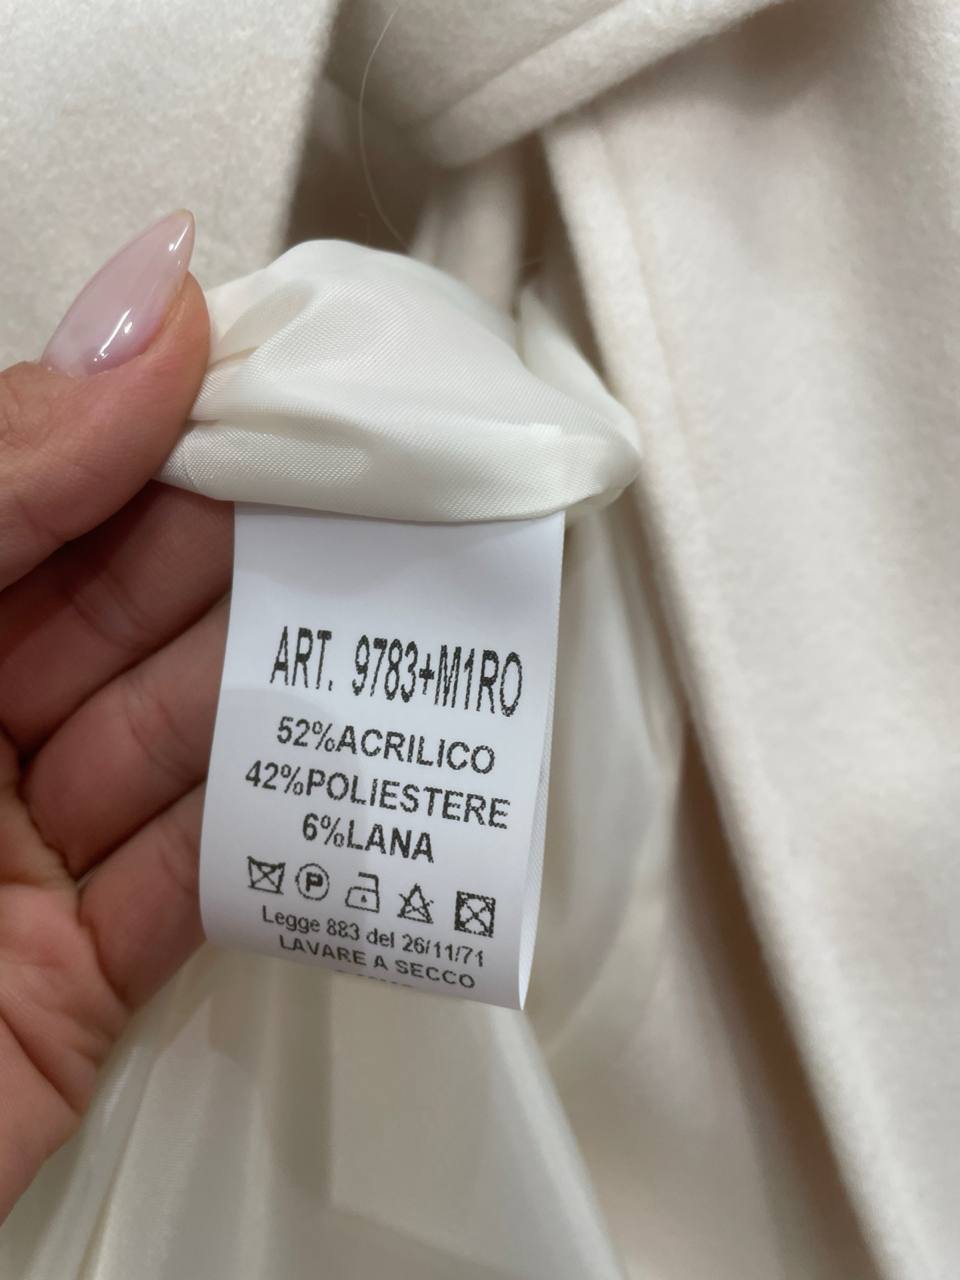 ART. 9783+M1RO
52%ACRILICO
42%POLIESTERE
6%LANA
P
Legge 883 del 26/11/71
LAVARE A SECCO